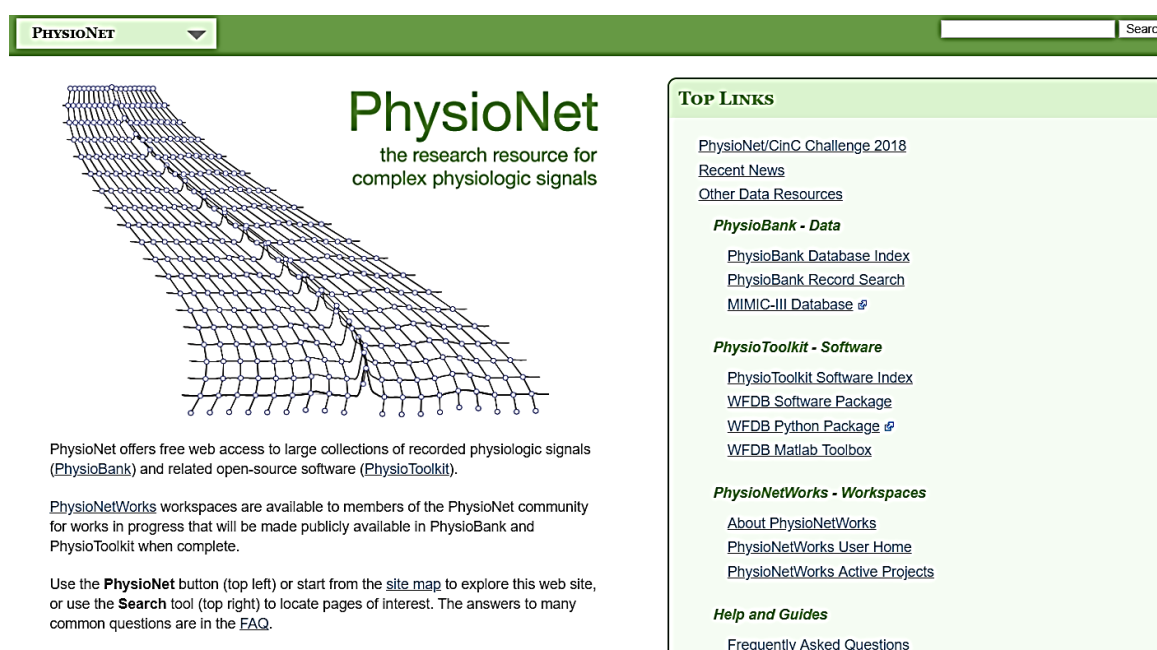 PhysioNet
PhysioNet
the research resource for
complex physiologic signals
PhysioNet offers free web access to large collections of recorded physiologic signals
(PhysioBank) and related open-source software (PhysioToolkit).
PhysioNetWorks workspaces are available to members of the PhysioNet community
for works in progress that will be made publicly available in PhysioBank and
PhysioToolkit when complete.
Use the PhysioNet button (top left) or start from the site map to explore this web site,
or use the Search tool (top right) to locate pages of interest. The answers to many
common questions are in the FAQ.
Searc
Top Links
PhysioNet/CinC Challenge 2018
Recent News
Other Data Resources
PhysioBank - Data
PhysioBank Database Index
PhysioBank Record Search
MIMIC-III Database
PhysioToolkit - Software
PhysioToolkit Software Index
WFDB Software Package
WFDB Python Package
WFDB Matlab Toolbox
PhysioNetWorks - Workspaces
About PhysioNetWorks
PhysioNetWorks User Home
PhysioNetWorks Active Projects
Help and Guides
Frequently Asked Questions